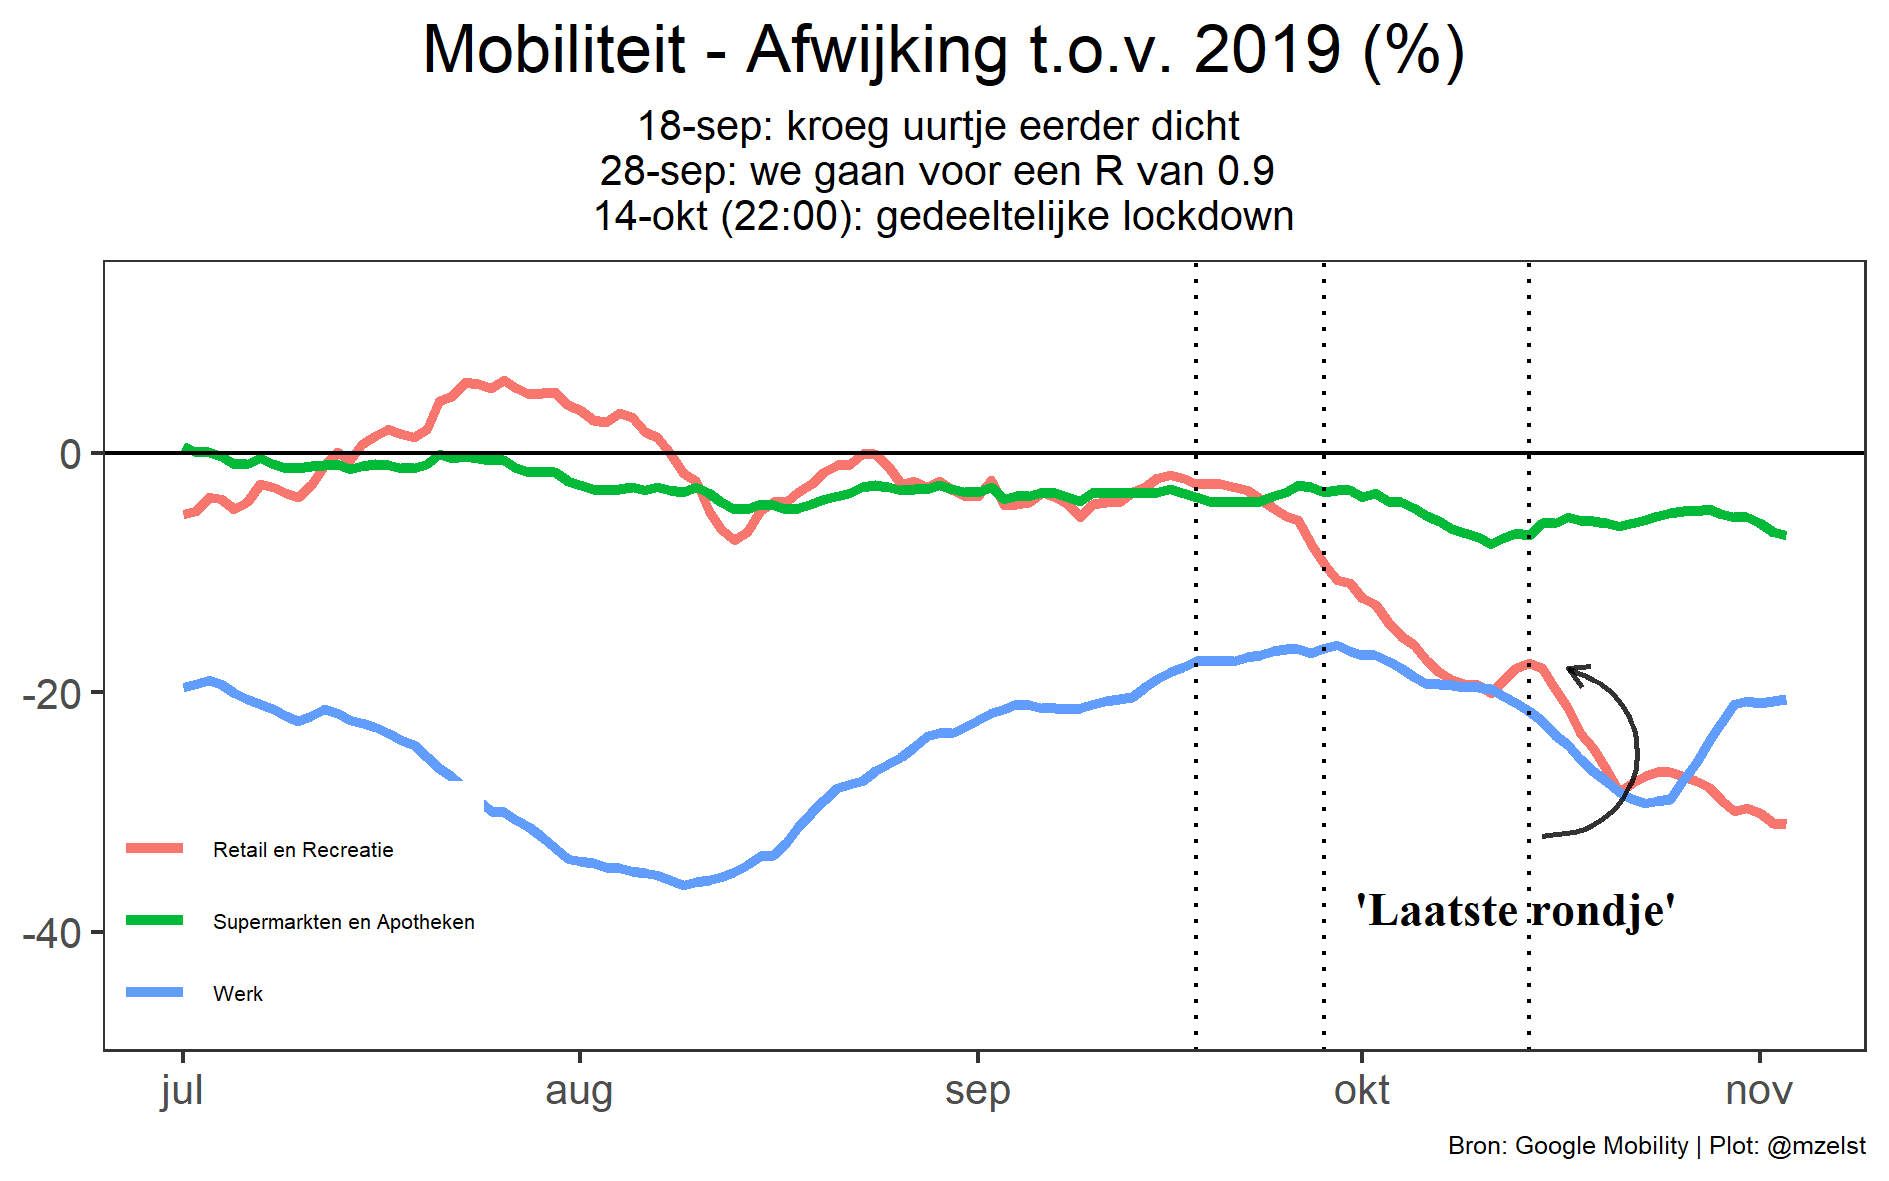 Mobiliteit - Afwijking t.o.v. 2019 (%)
18-sep: kroeg uurtje eerder dicht
28-sep: we gaan voor een R van 0.9
14-okt (22:00): gedeeltelijke lockdown
0
-20
-40
Retail en Recreatie
Supermarkten en Apotheken
Werk
'Laatste rondje'
jul aug sep okt nov
Bron: Google Mobility | Plot: @mzelst